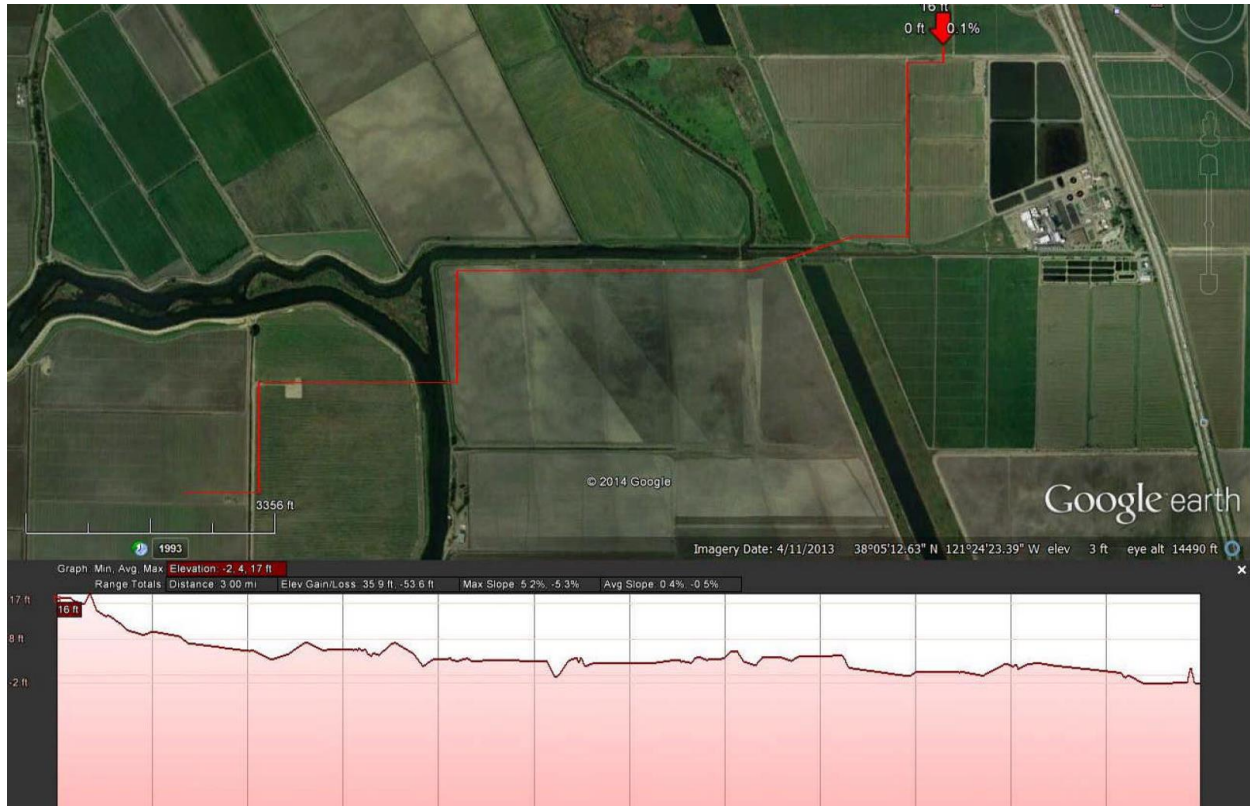 16 ft
0 ft 0.1%
3356 ft
1993
© 2014 Google
Google earth
Imagery Date: 4/11/2013 38°05'12.63" N 121°24'23.39" W elev 3 ft eye alt 14490 ft
Graph: Min, Avg, Max Elevation: -2, 4, 17 ft
Range Totals: Distance: 3.00 mi Elev Gain/Loss: 35.9 ft, -53.6 ft Max Slope: 5.2%, -5.3% Avg Slope: 0.4%, -0.5%
17 ft
16 ft
8 ft
-2 ft